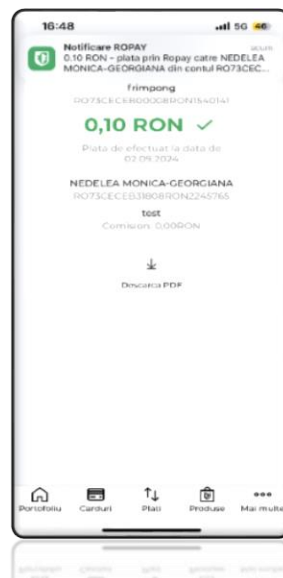 16:48
5G 46
Notificare ROPAY
acum
0.10 RON – plata prin Ropay catre NEDELEA
MONICA-GEORGIANA din contul RO73CEC...
frimpong
0,10 RON
Plata de efectuat la data de
02.09.2024
NEDELEA MONICA-GEORGIANA
test
Comision: 0,00RON
Descarca PDF
Portofoliu Carduri Plati Produse Mai multe